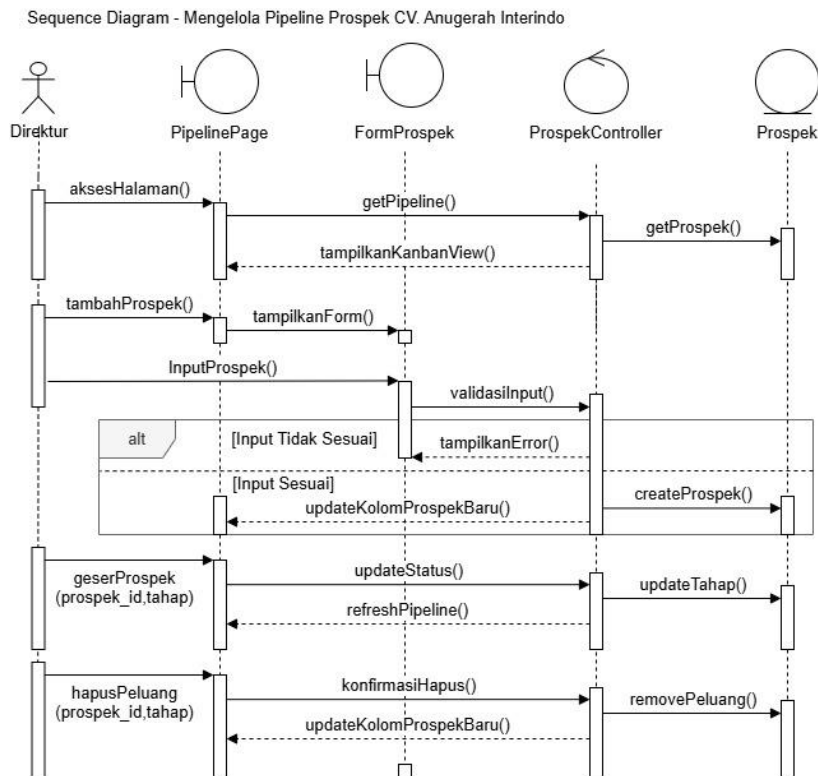 Sequence Diagram - Mengelola Pipeline Prospek CV. Anugerah Interindo
Direktur
PipelinePage
FormProspek
ProspekController
Prospek
aksesHalaman()
getPipeline()
getProspek()
tampilkanKanbanView()
tambahProspek()
tampilkanForm()
InputProspek()
validasiInput()
alt
[Input Tidak Sesuai]
tampilkanError()
[Input Sesuai]
createProspek()
updateKolomProspekBaru()
geserProspek
(prospek_id,tahap)
updateStatus()
updateTahap()
refreshPipeline()
hapusPeluang
(prospek_id,tahap)
konfirmasiHapus()
removePeluang()
updateKolomProspekBaru()